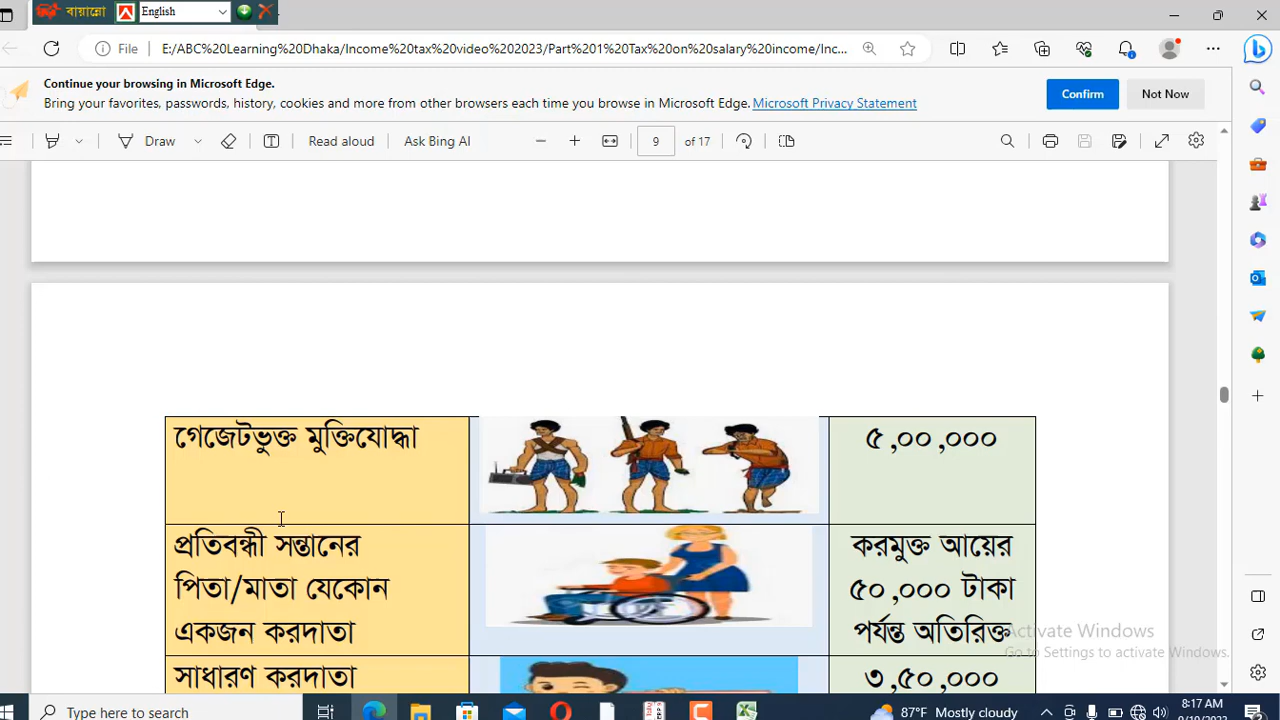 বায়ান্নো English
File E:/ABC%20Learning%20Dhaka/Income%20tax%20video%202023/Part%201%20Tax%20on%20salary%20income/Inc...
Continue your browsing in Microsoft Edge.
Bring your favorites, passwords, history, cookies and more from other browsers each time you browse in Microsoft Edge. Microsoft Privacy Statement
Confirm Not Now
Draw Read aloud Ask Bing AI 9 of 17
গেজেটভুক্ত মুক্তিযোদ্ধা ৫,০০,০০০
প্রতিবন্ধী সন্তানের
পিতা/মাতা যেকোন
একজন করদাতা
করমুক্ত আয়ের
৫০,০০০ টাকা
পর্যন্ত অতিরিক্ত
সাধারণ করদাতা ৩,৫০,০০০
Activate Windows
Go to Settings to activate Windows.
Type here to search
87°F Mostly cloudy
8:17 AM